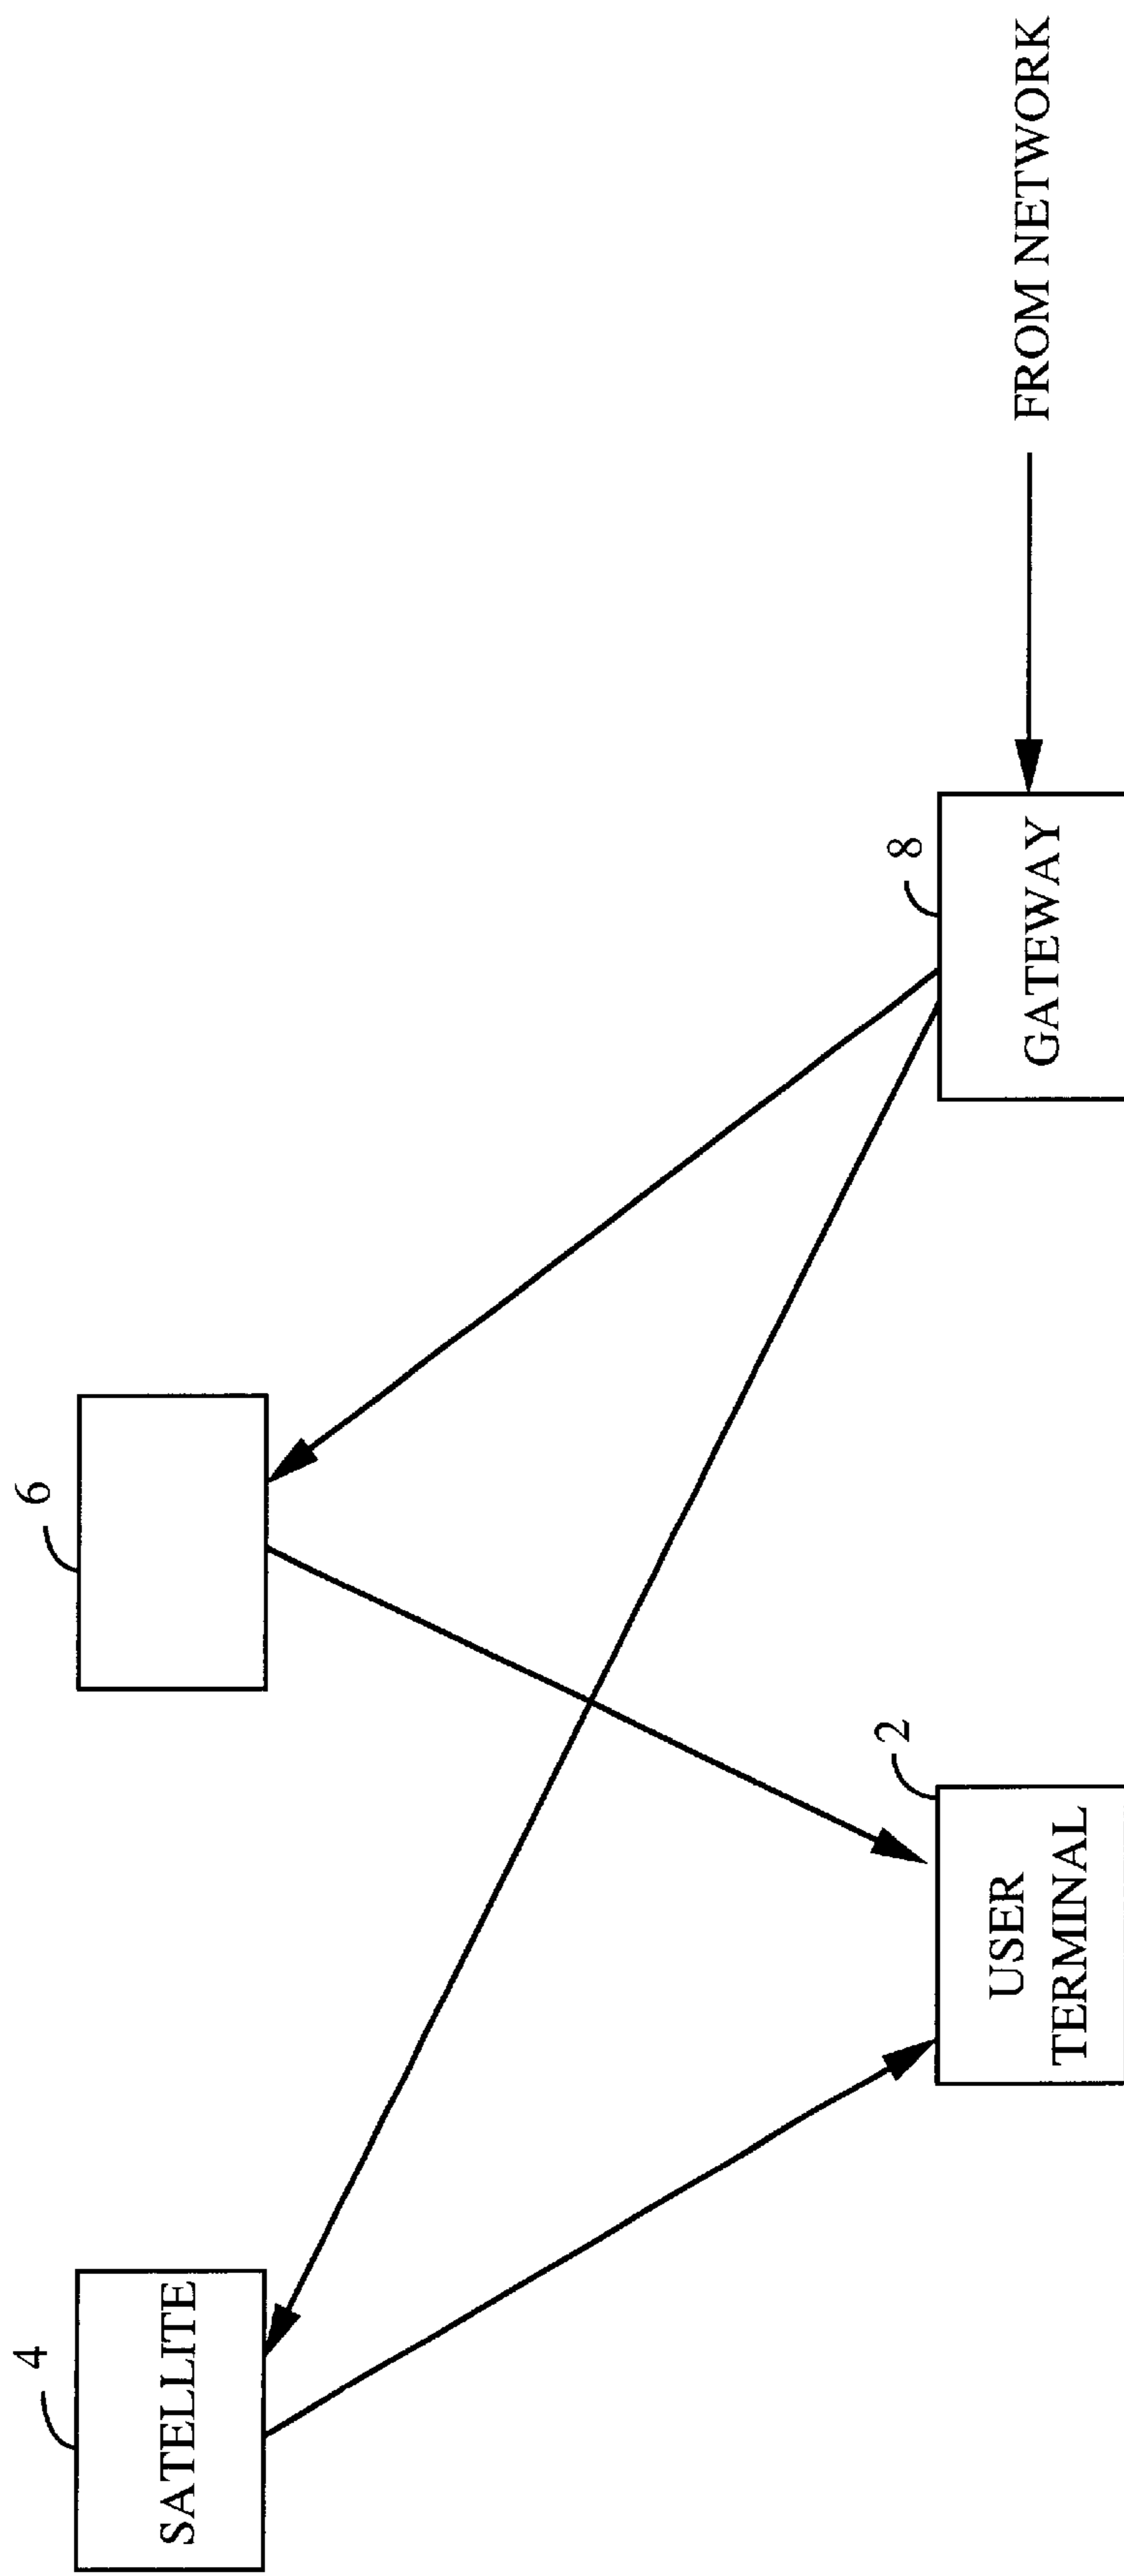 4
SATELLITE
6
2
USER
TERMINAL
8
GATEWAY
FROM NETWORK